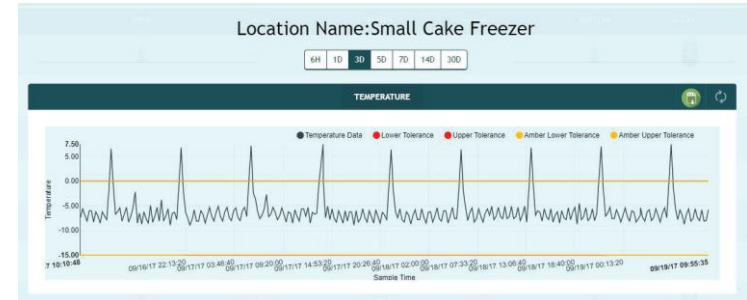 Location Name:Small Cake Freezer
6H 1D 3D 5D 7D 14D 30D
TEMPERATURE
Temperature Data Lower Tolerance Upper Tolerance Amber Lower Tolerance Amber Upper Tolerance
7.50
5.00
0.00
-5.00
-10.00
-15.00
Temperature
7 10:10:48 09/16/17 22:13:20 09/17/17 03:46:40 09/17/17 09:20:00 09/17/17 14:53:20 09/17/17 20:26:40 09/18/17 02:00:00 09/18/17 07:33:20 09/18/17 13:06:40 09/18/17 18:40:00 09/19/17 00:13:20 09/19/17 09:55:35
Sample Time